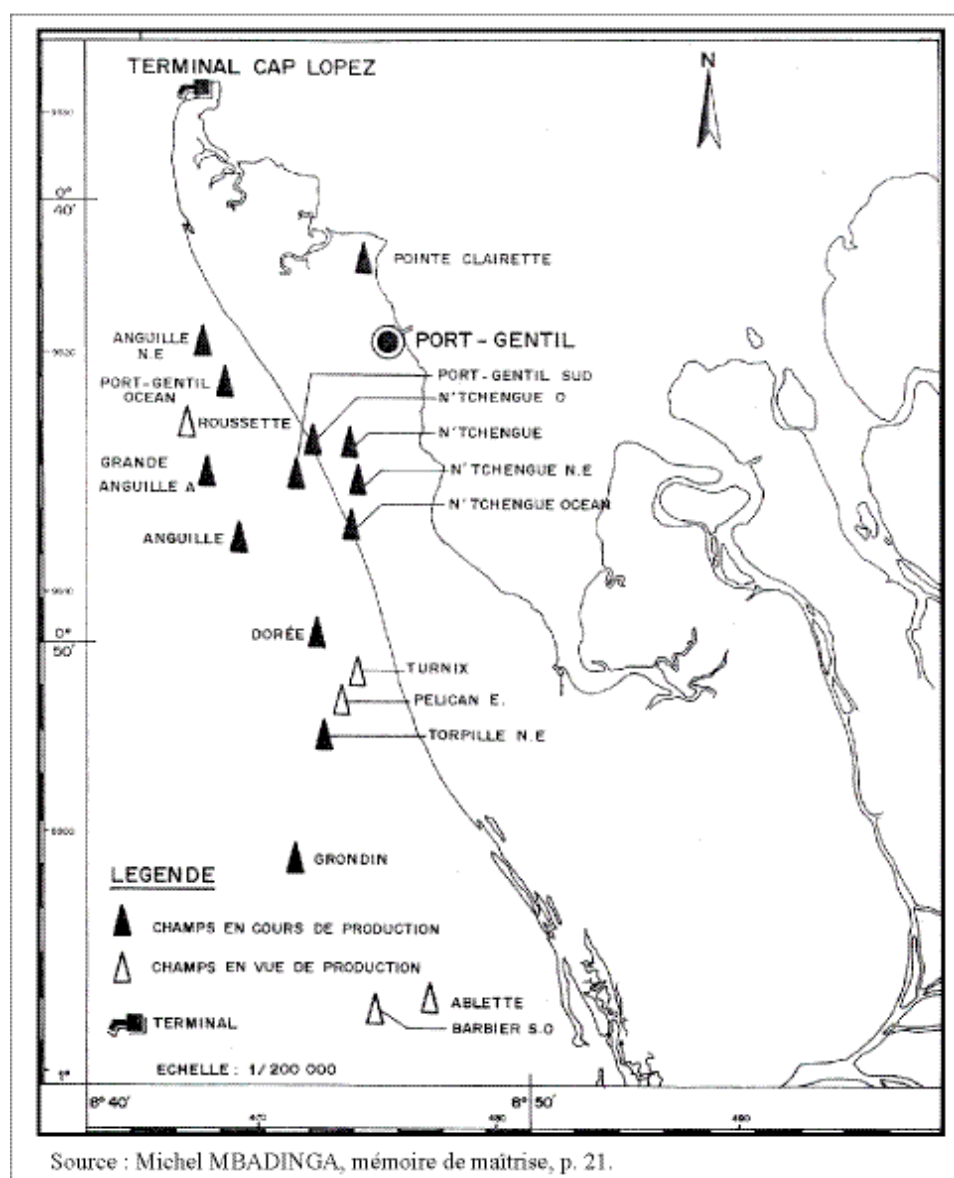 TERMINAL CAP LOPEZ
N
0°
40'
POINTE CLAIRETTE
ANGUILLE
N.E
PORT-GENTIL
PORT-GENTIL
OCEAN
PORT-GENTIL SUD
N'TCHENGUE O
ROUSSETTE
N'TCHENGUE
GRANDE
ANGUILLE A
N'TCHENGUE N.E
N'TCHENGUE OCEAN
ANGUILLE
DORÉE
0°
50'
TURNIX
PELICAN E.
TORPILLE N.E
GRONDIN
LEGENDE
CHAMPS EN COURS DE PRODUCTION
CHAMPS EN VUE DE PRODUCTION
TERMINAL
ABLETTE
BARBIER S.O
ECHELLE : 1/200 000
1°
8° 40'
8° 50'
Source : Michel MBADINGA, mémoire de maîtrise, p. 21.